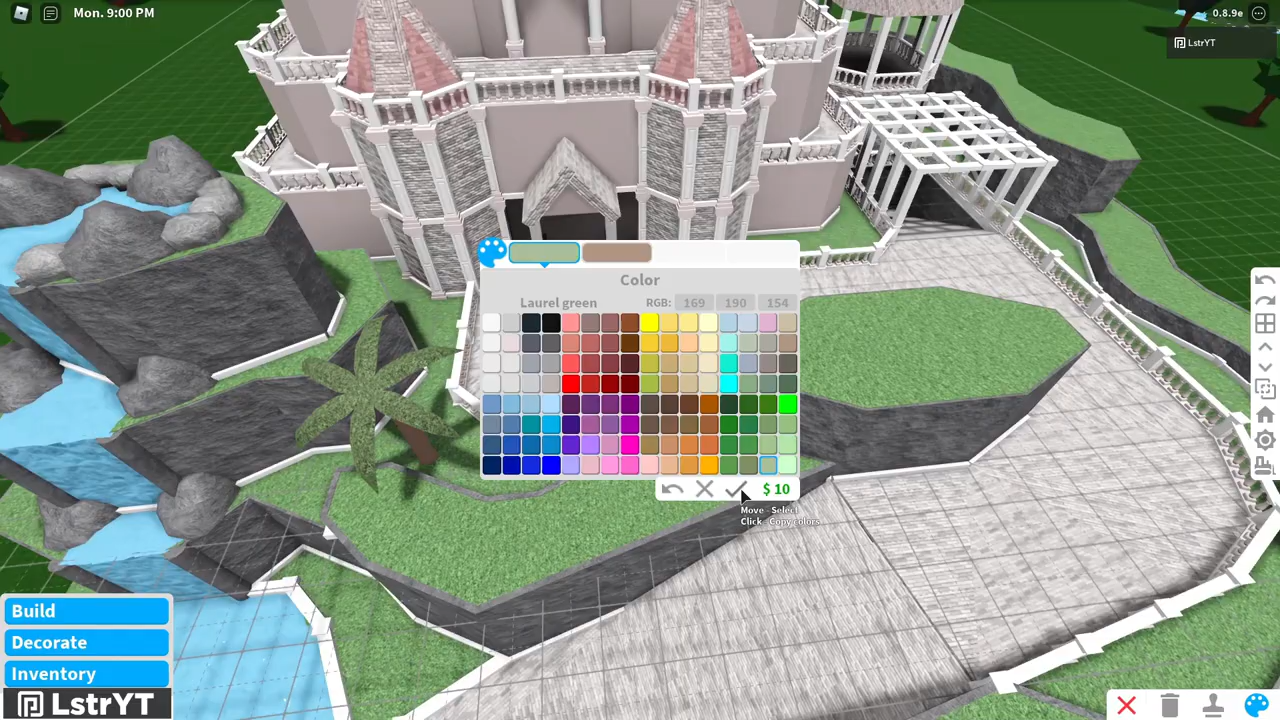 Mon. 9:00 PM
0.8.9e
LstrYT
Color
Laurel green
RGB: 169 190 154
$ 10
Move - Select
Click - Copy colors
Build
Decorate
Inventory
LstrYT